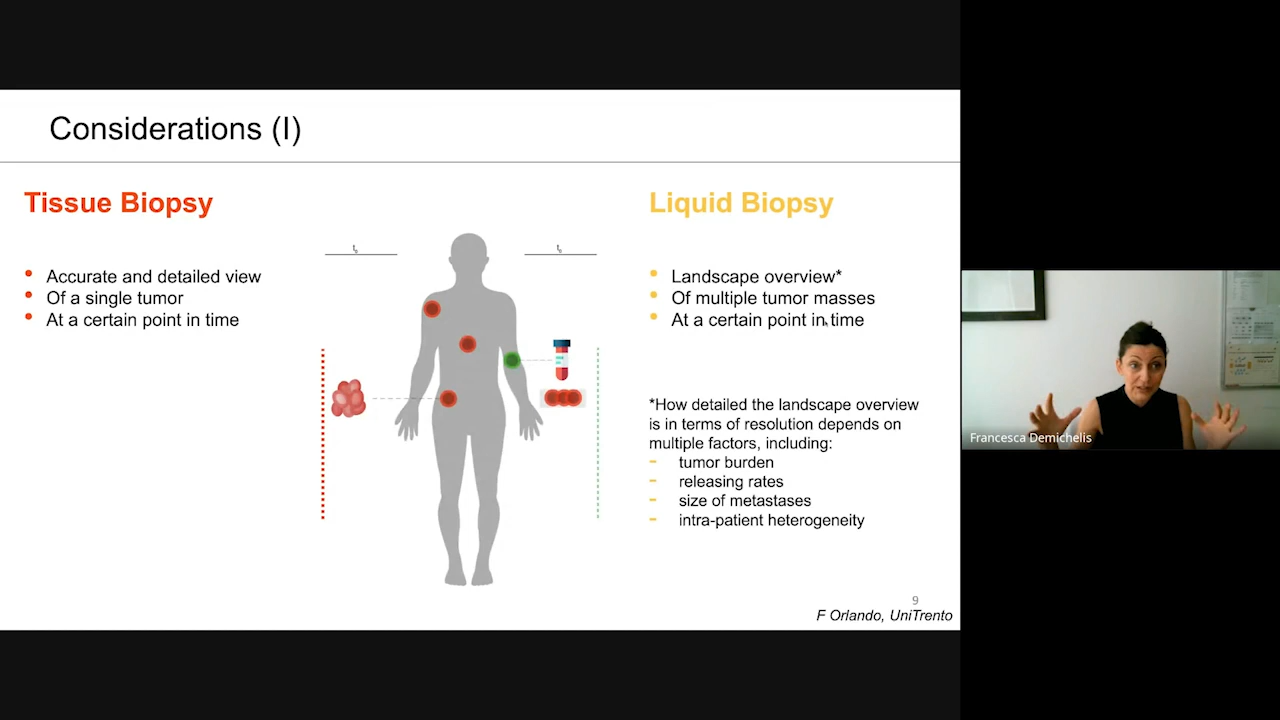 Considerations (I)
Tissue Biopsy
Accurate and detailed view
Of a single tumor
At a certain point in time
t₀
t₀
Liquid Biopsy
Landscape overview*
Of multiple tumor masses
At a certain point in time
*How detailed the landscape overview
is in terms of resolution depends on
multiple factors, including:
- tumor burden
- releasing rates
- size of metastases
- intra-patient heterogeneity
9
F Orlando, UniTrento
Francesca Demichelis